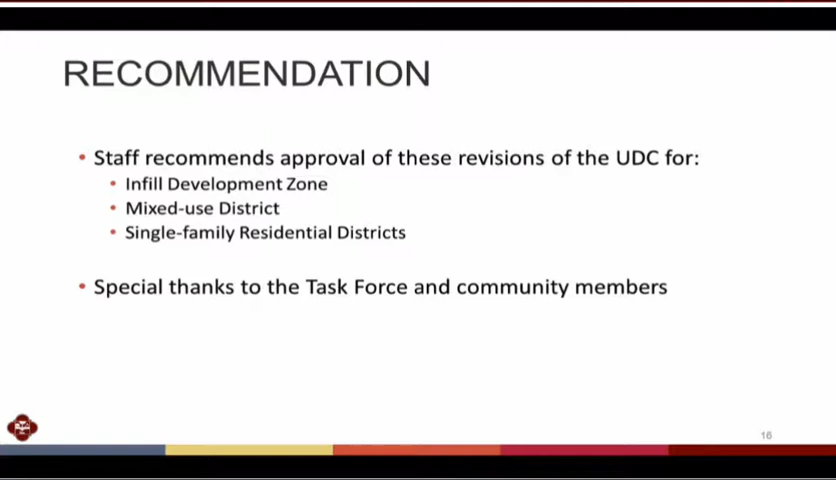 RECOMMENDATION
• Staff recommends approval of these revisions of the UDC for:
• Infill Development Zone
• Mixed-use District
• Single-family Residential Districts
• Special thanks to the Task Force and community members
16